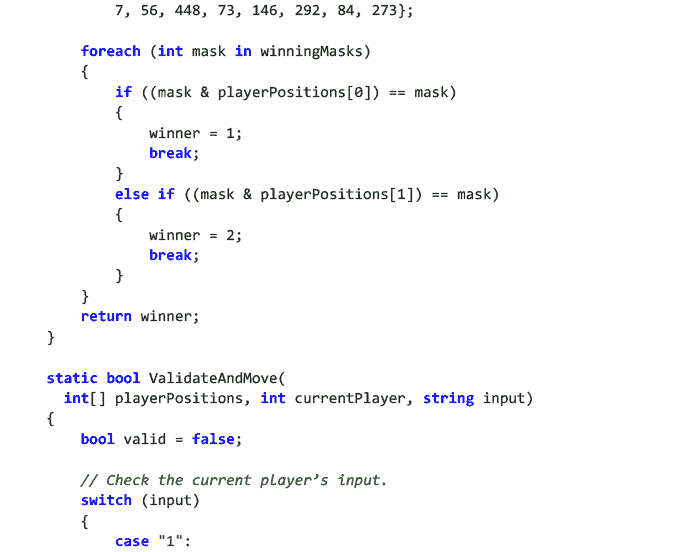 7, 56, 448, 73, 146, 292, 84, 273};
foreach (int mask in winningMasks)
{
if ((mask & playerPositions[0]) == mask)
{
winner = 1;
break;
}
else if ((mask & playerPositions[1]) == mask)
{
winner = 2;
break;
}
}
return winner;
}
static bool ValidateAndMove(
int[] playerPositions, int currentPlayer, string input)
{
bool valid = false;
// Check the current player’s input.
switch (input)
{
case "1":